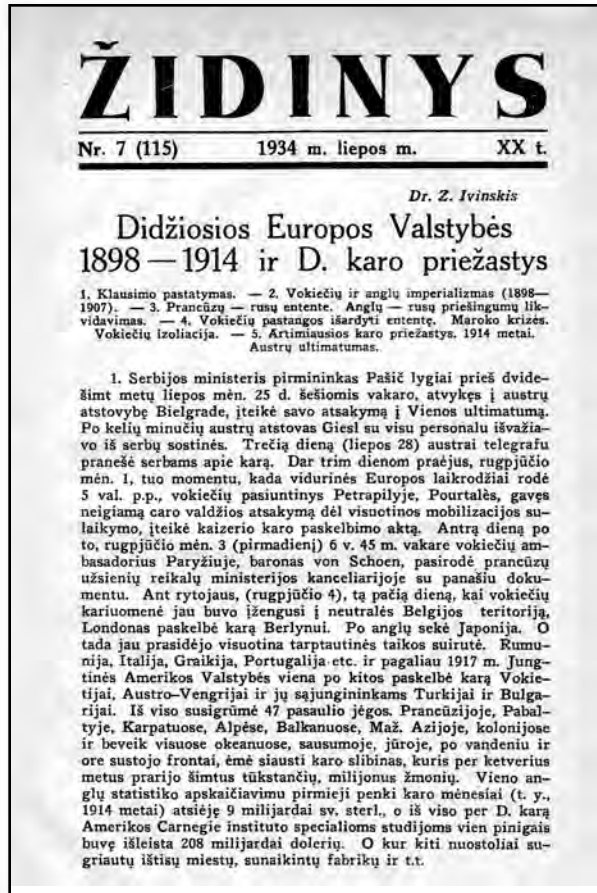 ŽIDINYS
Nr. 7 (115) 1934 m. liepos m. XX t.
Dr. Z. Ivinskis
Didžiosios Europos Valstybės
1898 — 1914 ir D. karo priežastys
1. Klausimo pastatymas. — 2. Vokiečių ir anglų imperializmas (1898—
1907). — 3. Prancūzų — rusų entente. Anglų — rusų priešingumų lik-
vidavimas. — 4. Vokiečių pastangos išardyti ententę. Maroko krizės.
Vokiečių izoliacija. — 5. Artimiausios karo priežastys. 1914 metai.
Austrų ultimatumas.
1. Serbijos ministeris pirmininkas Pašič lygiai prieš dvide-
šimt metų liepos mėn. 25 d. šešiomis vakaro, atvykęs į austrų
atstovybę Bielgrade, įteikė savo atsakymą į Vienos ultimatumą.
Po kelių minučių austrų atstovas Giesl su visu personalu išvažia-
vo iš serbų sostinės. Trečią dieną (liepos 28) austrai telegrafu
pranešė serbams apie karą. Dar trim dienom praėjus, rugpjūčio
mėn. 1, tuo momentu, kada vidurinės Europos laikrodžiai rodė
5 val. p.p., vokiečių pasiuntinys Petrapilyje, Pourtalės, gavęs
neigiamą caro valdžios atsakymą dėl visuotinos mobilizacijos su-
laikymo, įteikė kaizerio karo paskelbimo aktą. Antrą dieną po
to, rugpjūčio mėn. 3 (pirmadienį) 6 v. 45 m. vakare vokiečių am-
basadorius Paryžiuje, baronas von Schoen, pasirodė prancūzų
užsienių reikalų ministerijos kanceliarijoje su panašiu doku-
mentu. Ant rytojaus, (rugpjūčio 4), tą pačią dieną, kai vokiečių
kariuomenė jau buvo įžengusi į neutralės Belgijos teritoriją,
Londonas paskelbė karą Berlynui. Po anglų sekė Japonija. O
tada jau prasidėjo visuotina tarptautinės taikos suirutė. Rumu-
nija, Italija, Graikija, Portugalija etc. ir pagaliau 1917 m. Jung-
tinės Amerikos Valstybės viena po kitos paskelbė karą Vokie-
tijai, Austro–Vengrijai ir jų sąjungininkams Turkijai ir Bulga-
rijai. Iš viso susigrūmė 47 pasaulio jėgos. Prancūzijoje, Pabal-
tyje, Karpatuose, Alpėse, Balkanuose, Maž. Azijoje, kolonijose
ir beveik visuose okeanuose, sausumoje, jūroje, po vandeniu ir
ore sustojo frontai, ėmė siausti karo slibinas, kuris per ketverius
metus prarijo šimtus tūkstančių, milijonus žmonių. Vieno an-
glų statistiko apskaičiavimu pirmieji penki karo mėnesiai (t. y.,
1914 metai) atsiėję 9 milijardai sv. sterl., o iš viso per D. karą
Amerikos Carnegie instituto specialioms studijoms vien pinigais
buvę išleista 208 milijardai dolerių. O kur kiti nuostoliai su-
griautų ištisų miestų, sunaikintų fabrikų ir t.t.